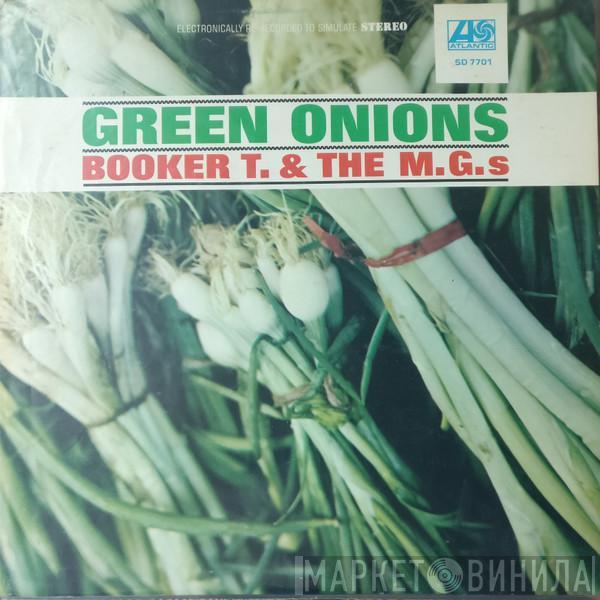 ELECTRONICALLY RE-RECORDED TO SIMULATE STEREO
ATLANTIC
SD 7701
GREEN ONIONS
BOOKER T. & THE M.G.s
МАРКЕТ ВИНИЛА